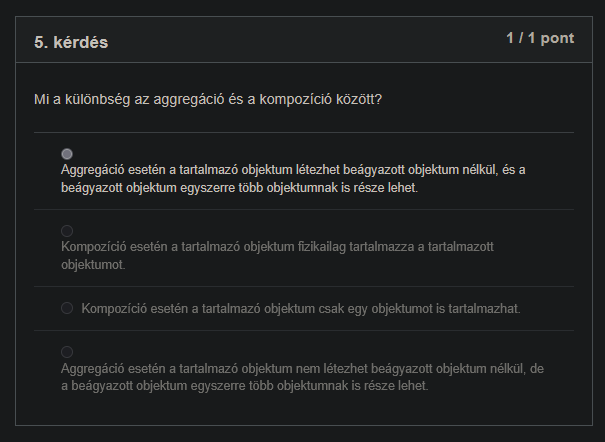 5. kérdés
1 / 1 pont
Mi a különbség az aggregáció és a kompozíció között?
Aggregáció esetén a tartalmazó objektum létezhet beágyazott objektum nélkül, és a
beágyazott objektum egyszerre több objektumnak is része lehet.
Kompozíció esetén a tartalmazó objektum fizikailag tartalmazza a tartalmazott
objektumot.
Kompozíció esetén a tartalmazó objektum csak egy objektumot is tartalmazhat.
Aggregáció esetén a tartalmazó objektum nem létezhet beágyazott objektum nélkül, de
a beágyazott objektum egyszerre több objektumnak is része lehet.